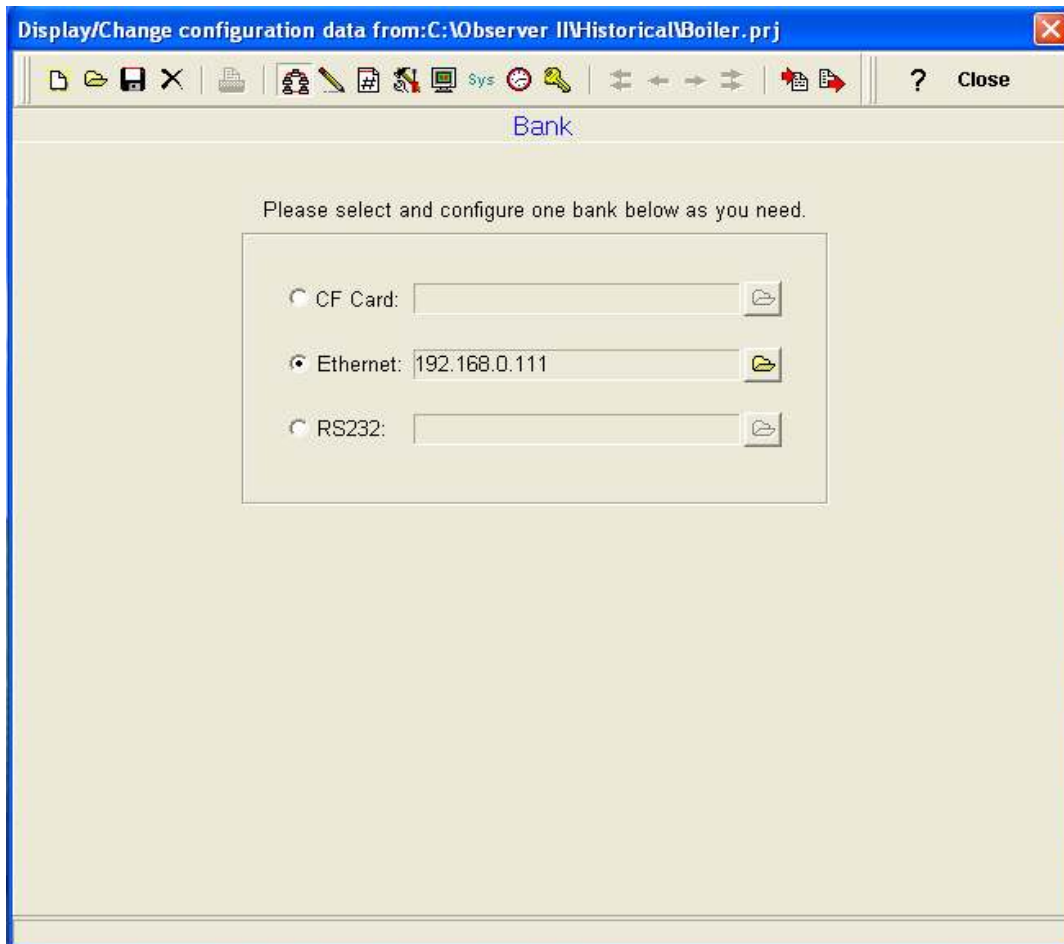 Display/Change configuration data from:C:\Observer II\Historical\Boiler.prj
Sys ? Close
Bank
Please select and configure one bank below as you need.
CF Card:
Ethernet: 192.168.0.111
RS232: